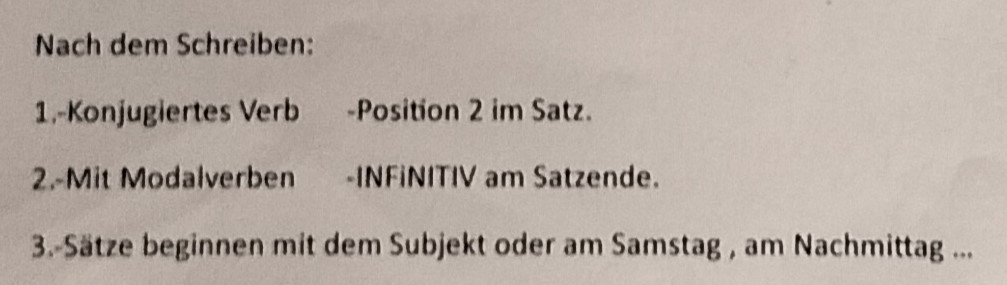 Nach dem Schreiben:
1.-Konjugiertes Verb -Position 2 im Satz.
2.-Mit Modalverben -INFiNITIV am Satzende.
3.-Sätze beginnen mit dem Subjekt oder am Samstag , am Nachmittag ...